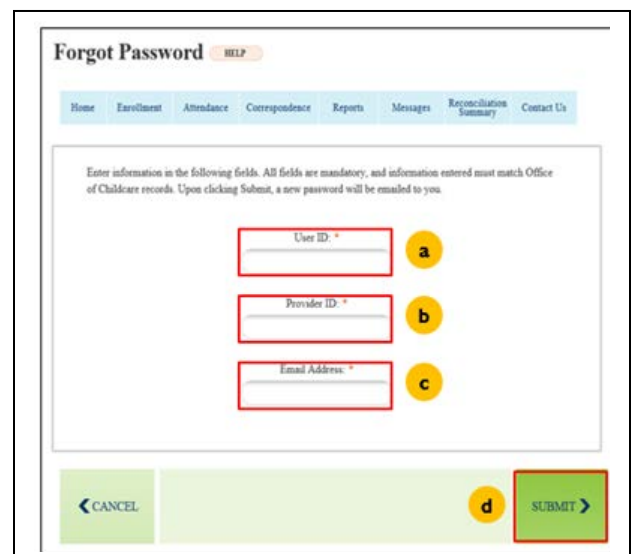 Forgot Password HELP
Home Enrollment Attendance Correspondence Reports Messages Reconciliation Summary Contact Us
Enter information in the following fields. All fields are mandatory, and information entered must match Office
of Childcare records. Upon clicking Submit, a new password will be emailed to you.
User ID: *
a
Provider ID: *
b
Email Address: *
c
❮CANCEL
d
SUBMIT❯